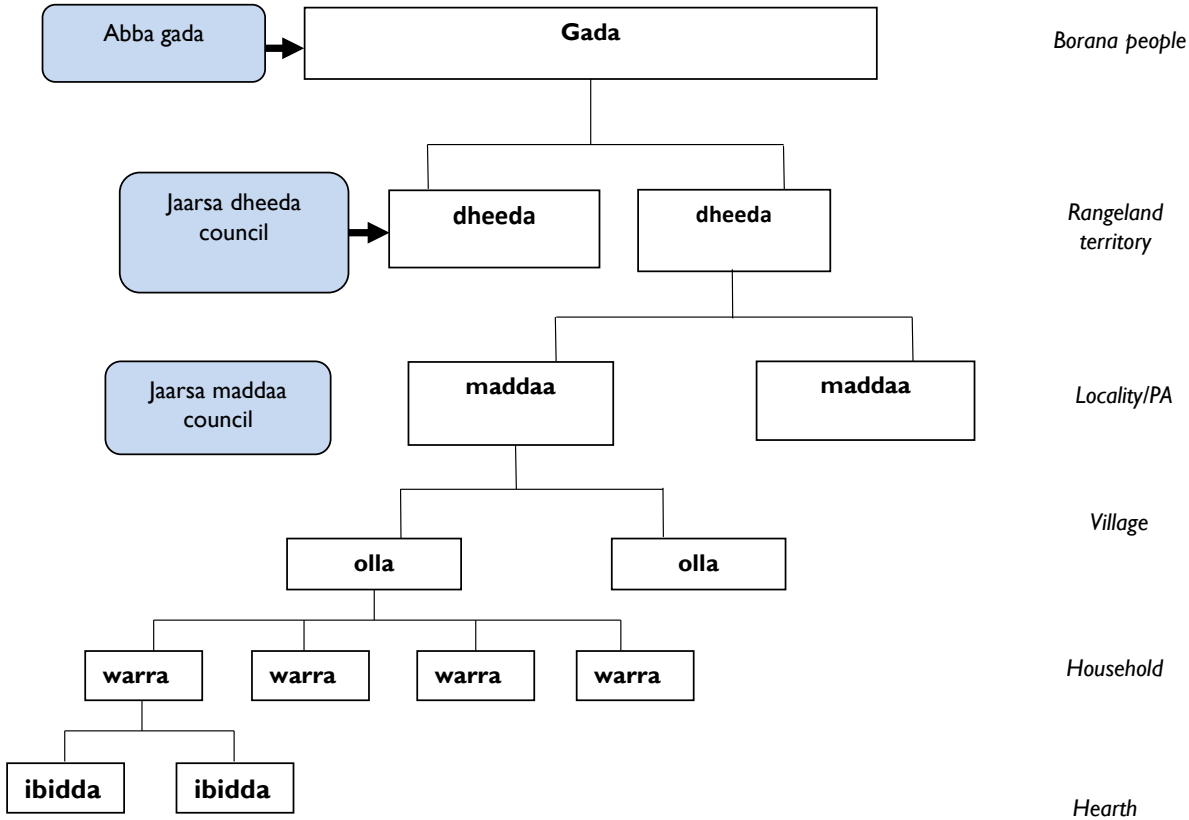 Abba gada
Gada
Borana people
Jaarsa dheeda
council
dheeda
dheeda
Rangeland
territory
Jaarsa maddaa
council
maddaa
maddaa
Locality/PA
Village
olla
olla
warra
warra
warra
warra
Household
ibidda
ibidda
Hearth